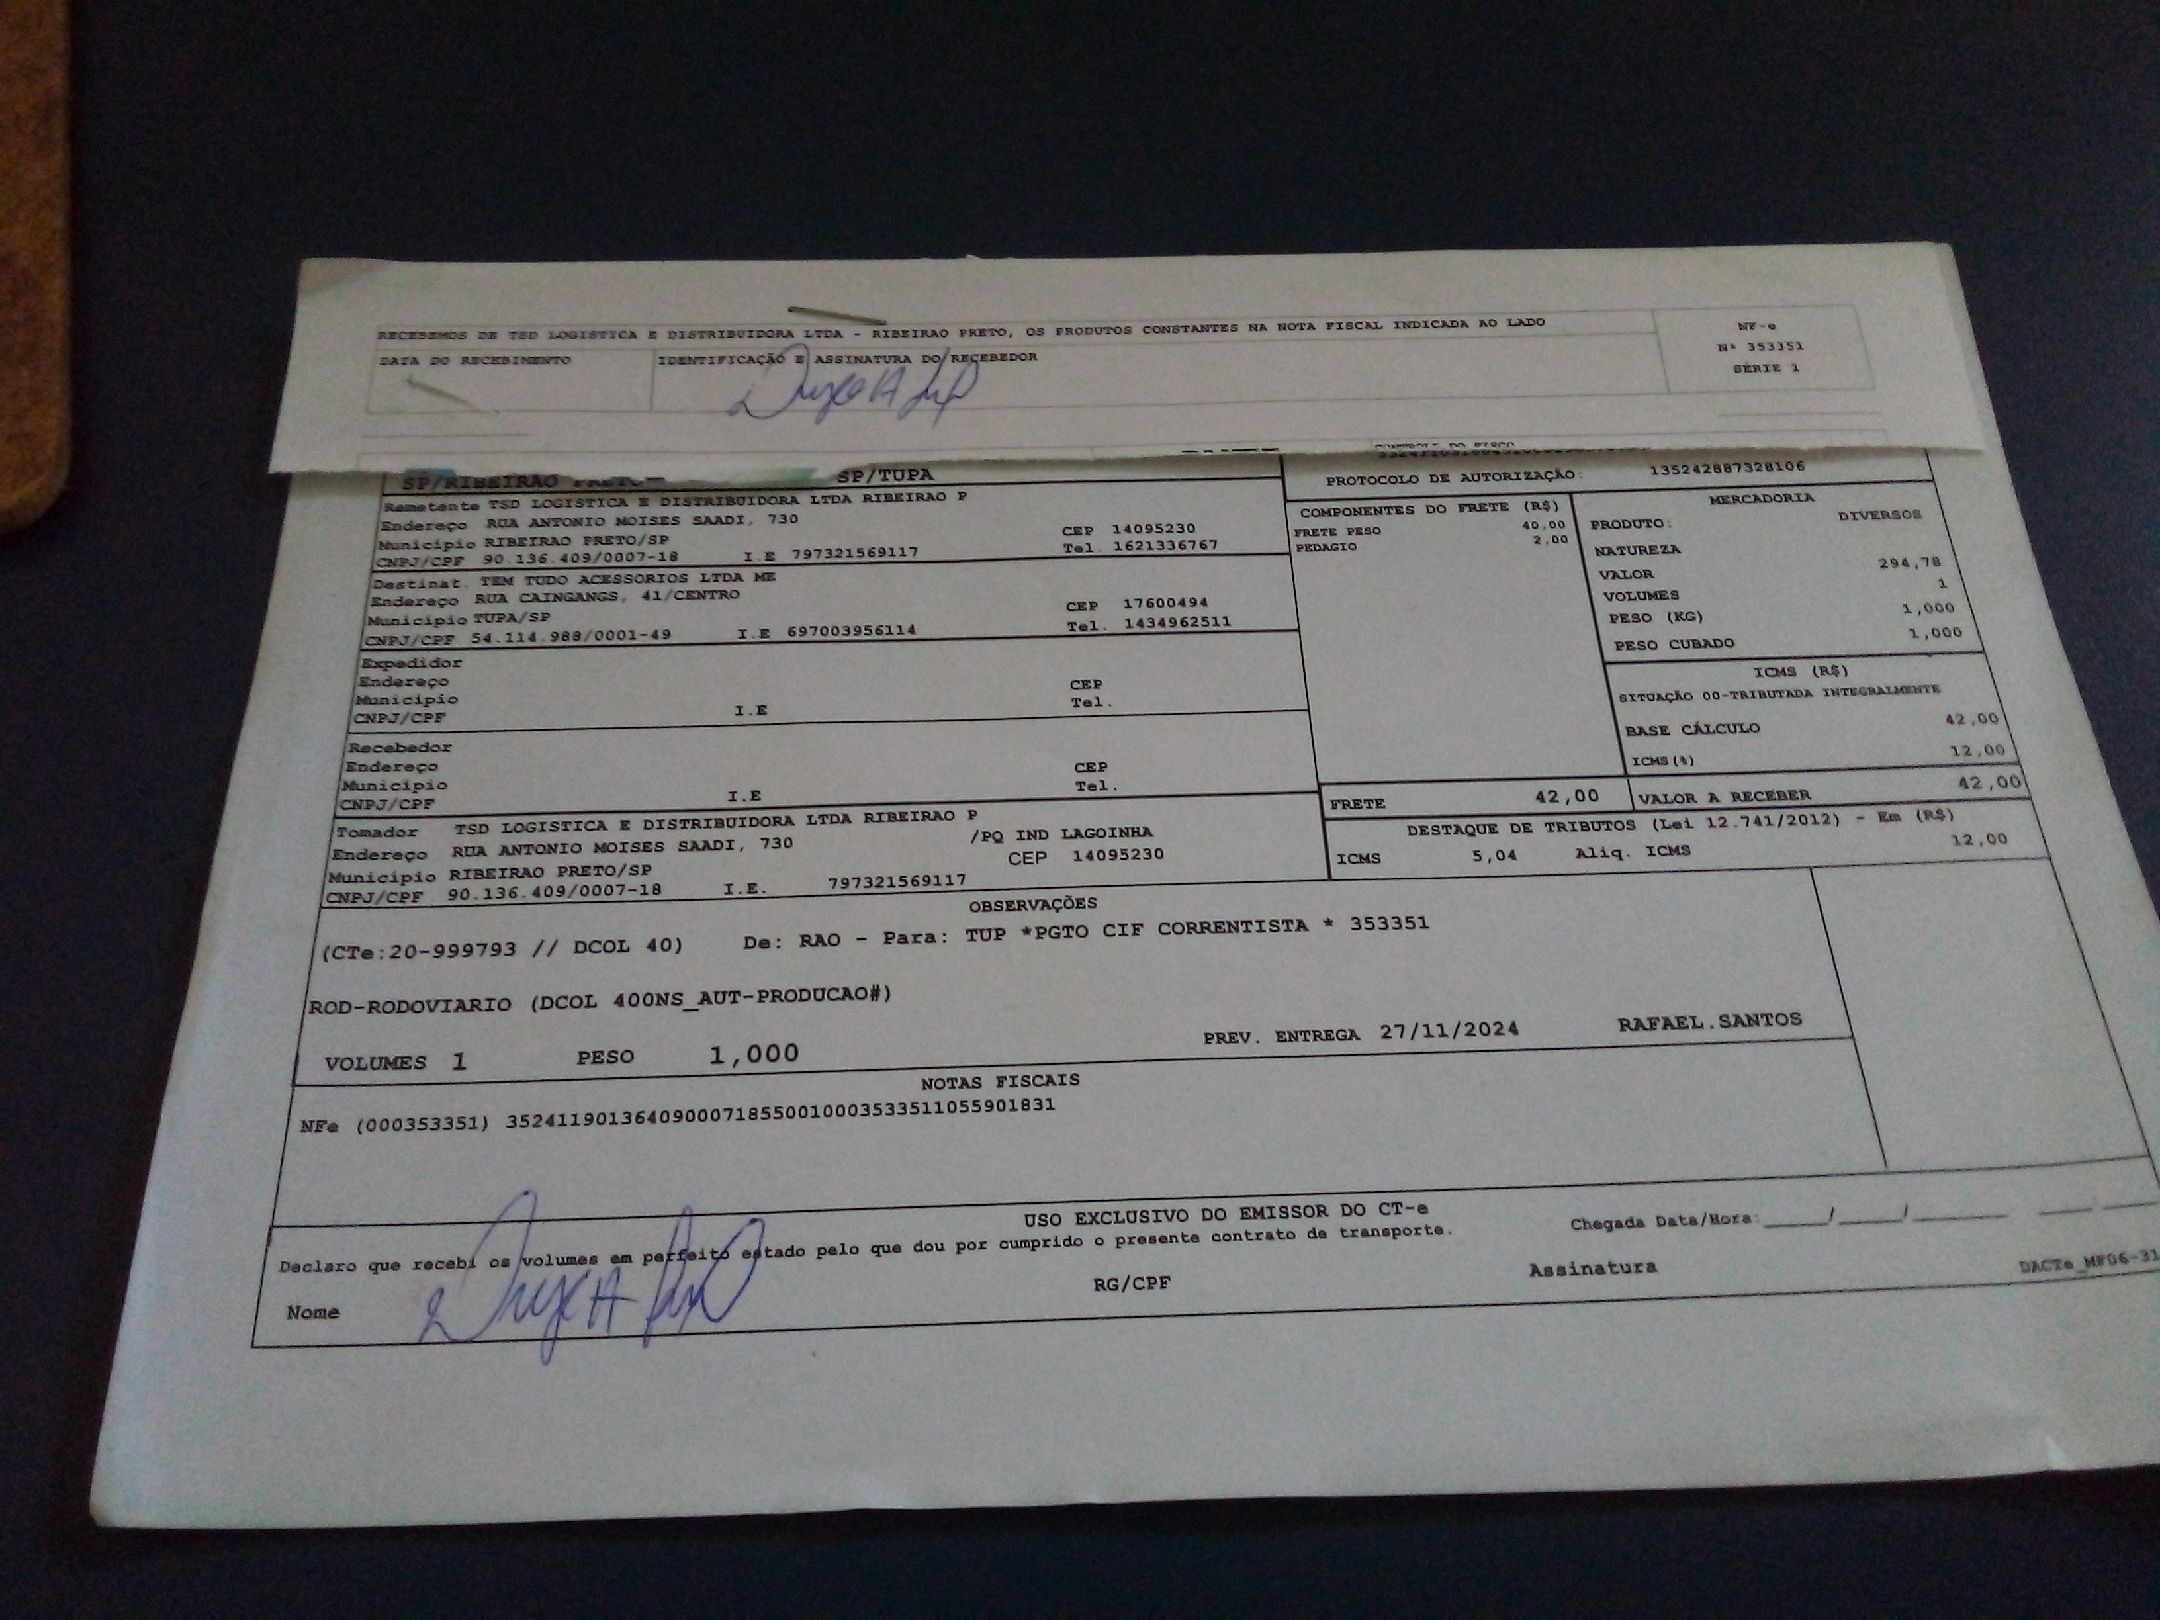 RECEBEMOS DE TSD LOGISTICA E DISTRIBUIDORA LTDA - RIBEIRAO PRETO, OS PRODUTOS CONSTANTES NA NOTA FISCAL INDICADA AO LADO
DATA DO RECEBIMENTO IDENTIFICAÇÃO E ASSINATURA DO RECEBEDOR
NF-e
Nº 353351
SÉRIE 1
SP/RIBEIRAO PRETO SP/TUPA
Remetente TSD LOGISTICA E DISTRIBUIDORA LTDA RIBEIRAO P
Endereço RUA ANTONIO MOISES SAADI, 730 CEP 14095230
Municipio RIBEIRAO PRETO/SP Tel. 1621336767
CNPJ/CPF 90.136.409/0007-18 I.E 797321569117
Destinat. TEM TUDO ACESSORIOS LTDA ME
Endereço RUA CAINGANGS, 41/CENTRO CEP 17600494
Municipio TUPA/SP Tel. 1434962511
CNPJ/CPF 54.114.988/0001-49 I.E 697003956114
Expedidor
Endereço CEP
Municipio Tel.
CNPJ/CPF I.E
Recebedor
Endereço CEP
Municipio Tel.
CNPJ/CPF I.E
Tomador TSD LOGISTICA E DISTRIBUIDORA LTDA RIBEIRAO P
Endereço RUA ANTONIO MOISES SAADI, 730 /PQ IND LAGOINHA
Municipio RIBEIRAO PRETO/SP CEP 14095230
CNPJ/CPF 90.136.409/0007-18 I.E. 797321569117
PROTOCOLO DE AUTORIZAÇÃO: 135242887328106
COMPONENTES DO FRETE (R$)
FRETE PESO 40,00
PEDAGIO 2,00
MERCADORIA
PRODUTO: DIVERSOS
NATUREZA
VALOR 294,78
VOLUMES 1
PESO (KG) 1,000
PESO CUBADO 1,000
ICMS (R$)
SITUAÇÃO 00-TRIBUTADA INTEGRALMENTE
BASE CÁLCULO 42,00
ICMS(%) 12,00
FRETE 42,00 VALOR A RECEBER 42,00
DESTAQUE DE TRIBUTOS (Lei 12.741/2012) - Em (R$)
ICMS 5,04 Aliq. ICMS 12,00
OBSERVAÇÕES
(CTe:20-999793 // DCOL 40) De: RAO - Para: TUP *PGTO CIF CORRENTISTA * 353351
ROD-RODOVIARIO (DCOL 400NS_AUT-PRODUCAO#)
VOLUMES 1 PESO 1,000 PREV. ENTREGA 27/11/2024 RAFAEL.SANTOS
NOTAS FISCAIS
NFe (000353351) 35241190136409000718550010003533511055901831
USO EXCLUSIVO DO EMISSOR DO CT-e
Declaro que recebi os volumes em perfeito estado pelo que dou por cumprido o presente contrato de transporte. Chegada Data/Hora: / /
Nome RG/CPF Assinatura DACTe_MF06-31